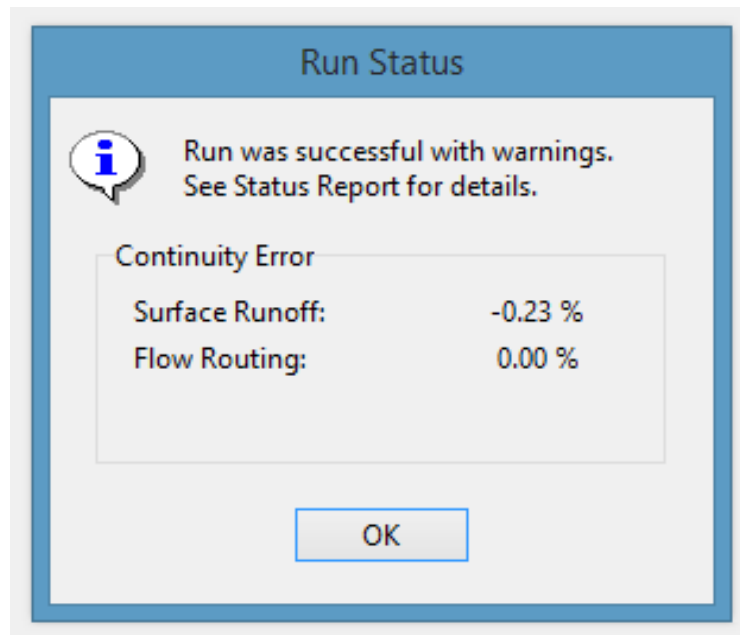 Run Status
Run was successful with warnings.
See Status Report for details.
Continuity Error
Surface Runoff: -0.23 %
Flow Routing: 0.00 %
OK